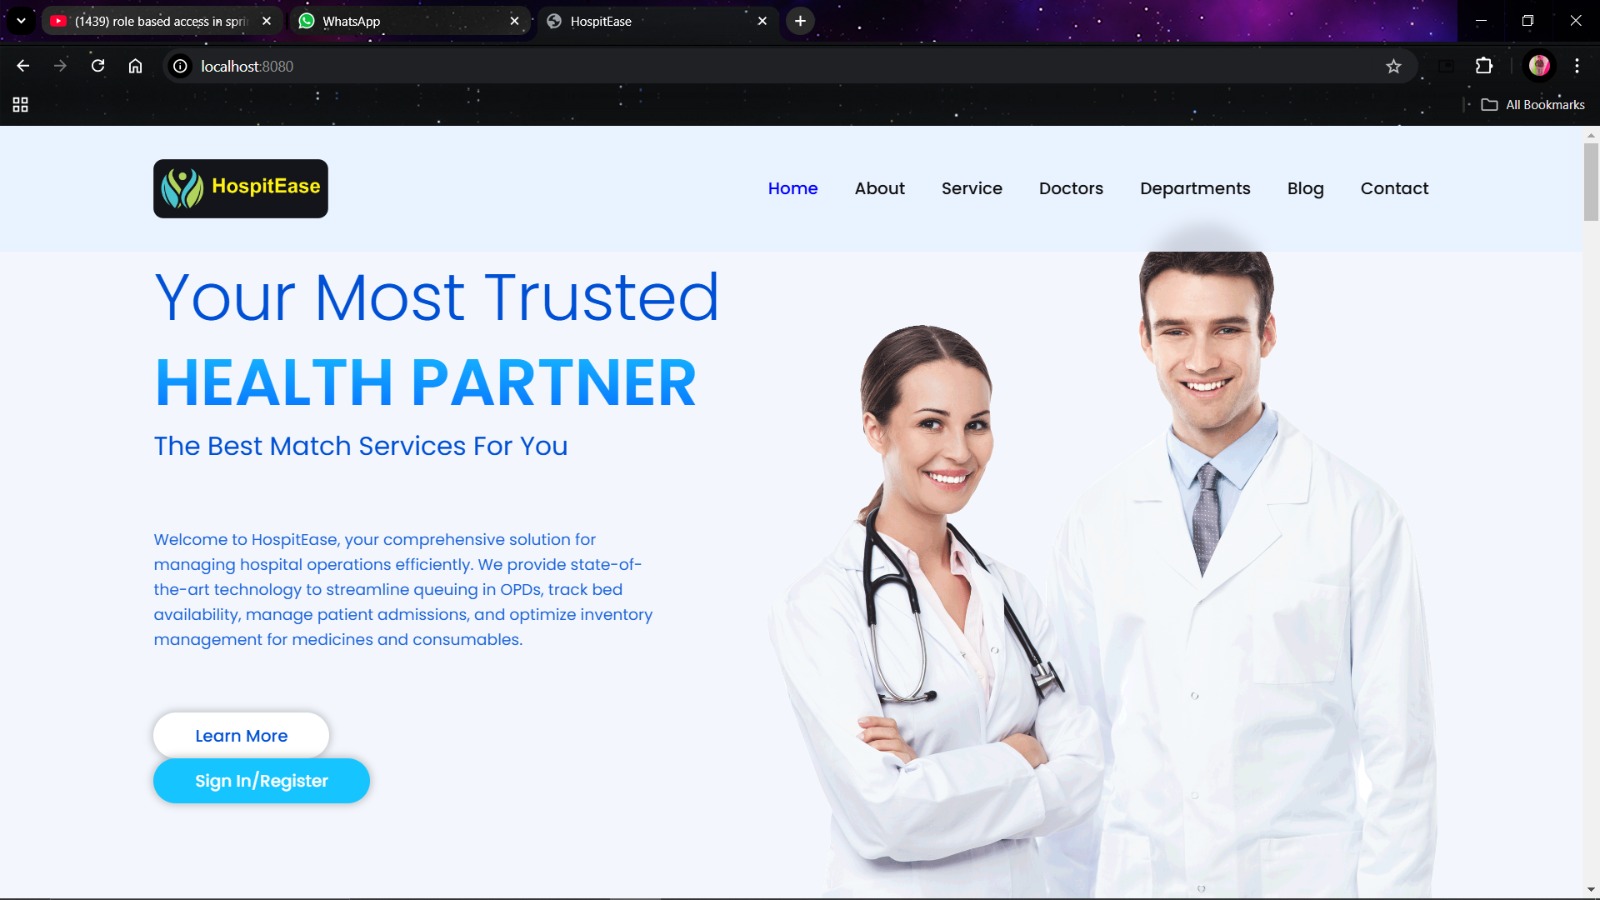 (1439) role based access in spri
WhatsApp
HospitEase
localhost:8080
All Bookmarks
HospitEase
Home About Service Doctors Departments Blog Contact
Your Most Trusted
HEALTH PARTNER
The Best Match Services For You
Welcome to HospitEase, your comprehensive solution for
managing hospital operations efficiently. We provide state-of-
the-art technology to streamline queuing in OPDs, track bed
availability, manage patient admissions, and optimize inventory
management for medicines and consumables.
Learn More
Sign In/Register